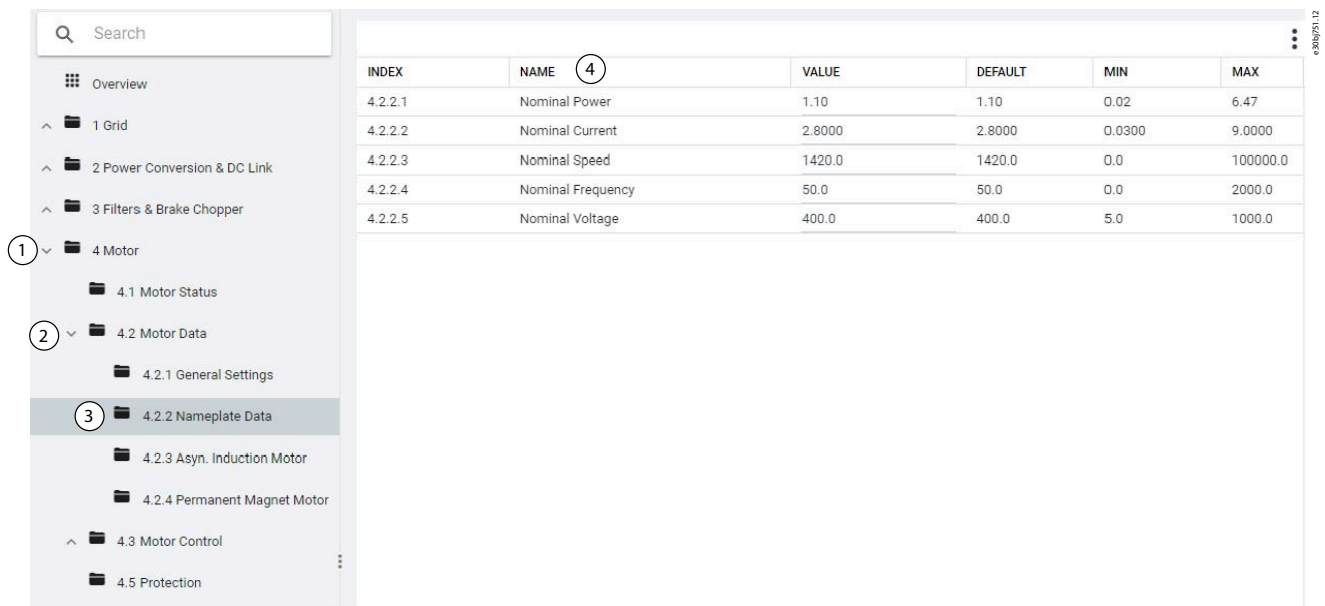 Search
Overview
1 Grid
2 Power Conversion & DC Link
3 Filters & Brake Chopper
1
4 Motor
4.1 Motor Status
2
4.2 Motor Data
4.2.1 General Settings
3
4.2.2 Nameplate Data
4.2.3 Asyn. Induction Motor
4.2.4 Permanent Magnet Motor
4.3 Motor Control
4.5 Protection
INDEX NAME 4 VALUE DEFAULT MIN MAX
4.2.2.1 Nominal Power 1.10 1.10 0.02 6.47
4.2.2.2 Nominal Current 2.8000 2.8000 0.0300 9.0000
4.2.2.3 Nominal Speed 1420.0 1420.0 0.0 100000.0
4.2.2.4 Nominal Frequency 50.0 50.0 0.0 2000.0
4.2.2.5 Nominal Voltage 400.0 400.0 5.0 1000.0
e30bj751.12